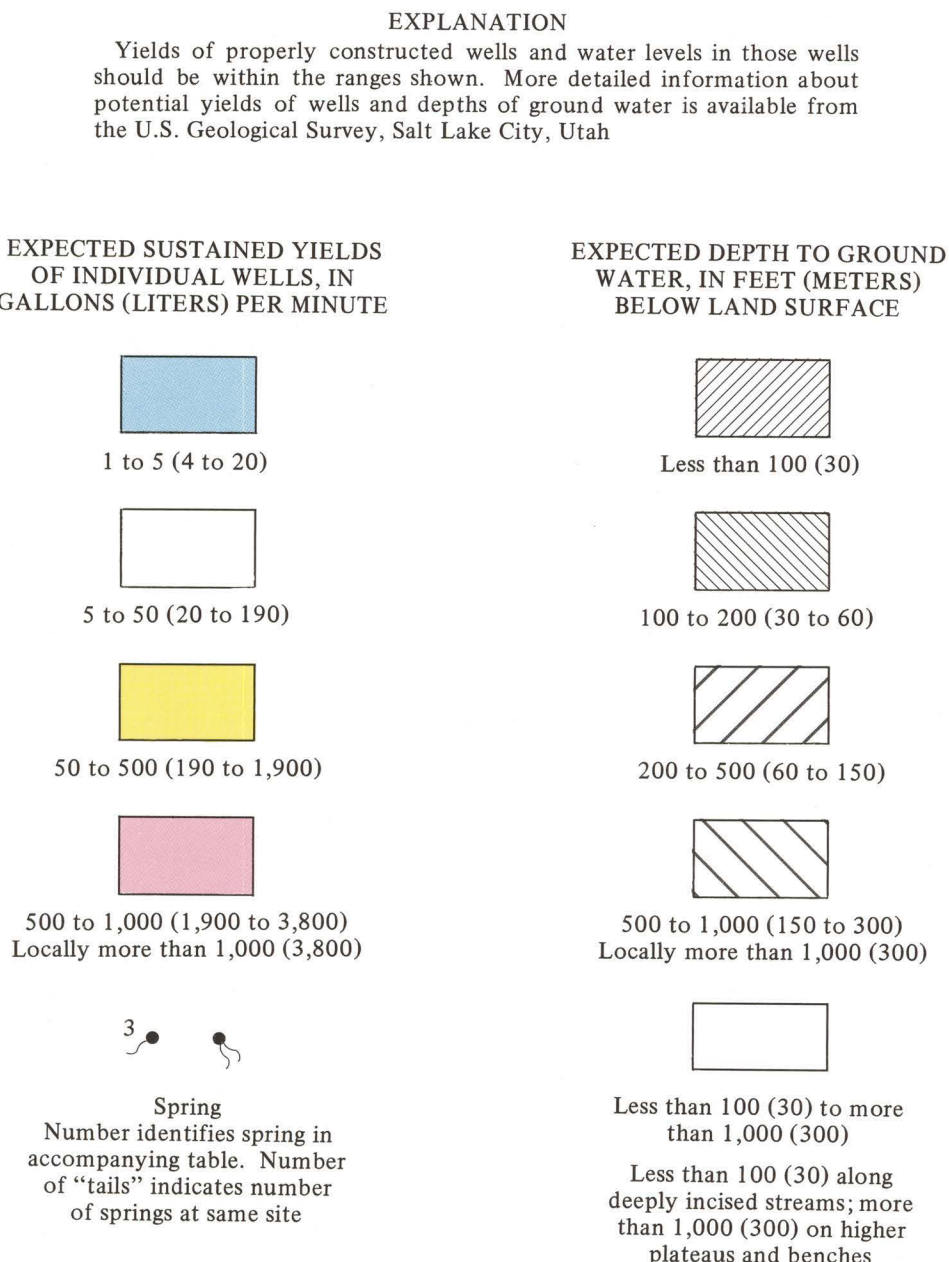 EXPLANATION
Yields of properly constructed wells and water levels in those wells
should be within the ranges shown. More detailed information about
potential yields of wells and depths of ground water is available from
the U.S. Geological Survey, Salt Lake City, Utah
EXPECTED SUSTAINED YIELDS
OF INDIVIDUAL WELLS, IN
GALLONS (LITERS) PER MINUTE
1 to 5 (4 to 20)
5 to 50 (20 to 190)
50 to 500 (190 to 1,900)
500 to 1,000 (1,900 to 3,800)
Locally more than 1,000 (3,800)
3
Spring
Number identifies spring in
accompanying table. Number
of “tails” indicates number
of springs at same site
EXPECTED DEPTH TO GROUND
WATER, IN FEET (METERS)
BELOW LAND SURFACE
Less than 100 (30)
100 to 200 (30 to 60)
200 to 500 (60 to 150)
500 to 1,000 (150 to 300)
Locally more than 1,000 (300)
Less than 100 (30) to more
than 1,000 (300)
Less than 100 (30) along
deeply incised streams; more
than 1,000 (300) on higher
plateaus and benches